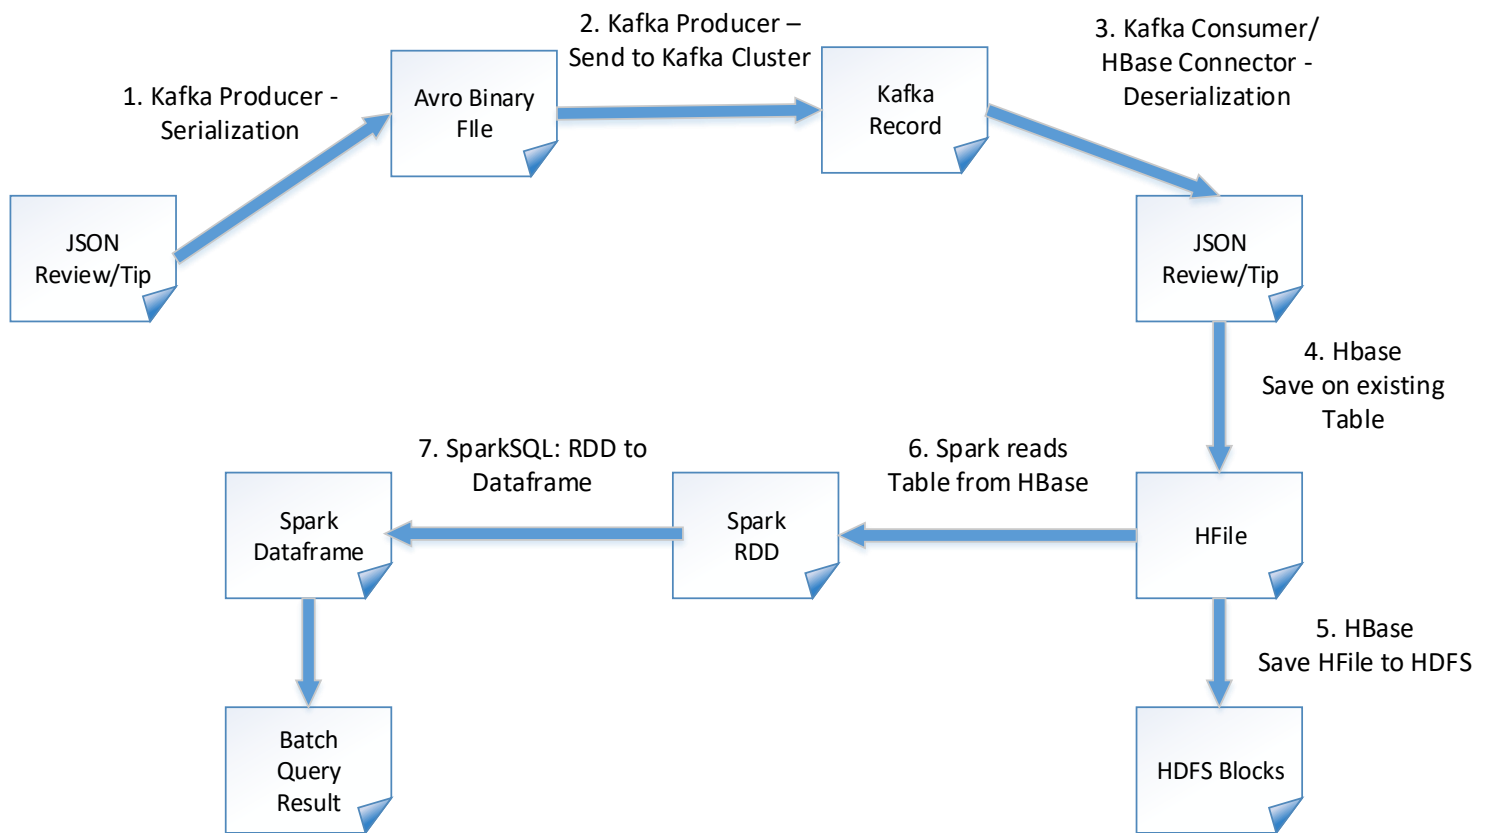 1. Kafka Producer -
Serialization
2. Kafka Producer –
Send to Kafka Cluster
3. Kafka Consumer/
HBase Connector -
Deserialization
JSON
Review/Tip
Avro Binary
FIle
Kafka
Record
JSON
Review/Tip
4. Hbase
Save on existing
Table
HFile
5. HBase
Save HFile to HDFS
HDFS Blocks
6. Spark reads
Table from HBase
Spark
RDD
7. SparkSQL: RDD to
Dataframe
Spark
Dataframe
Batch
Query
Result